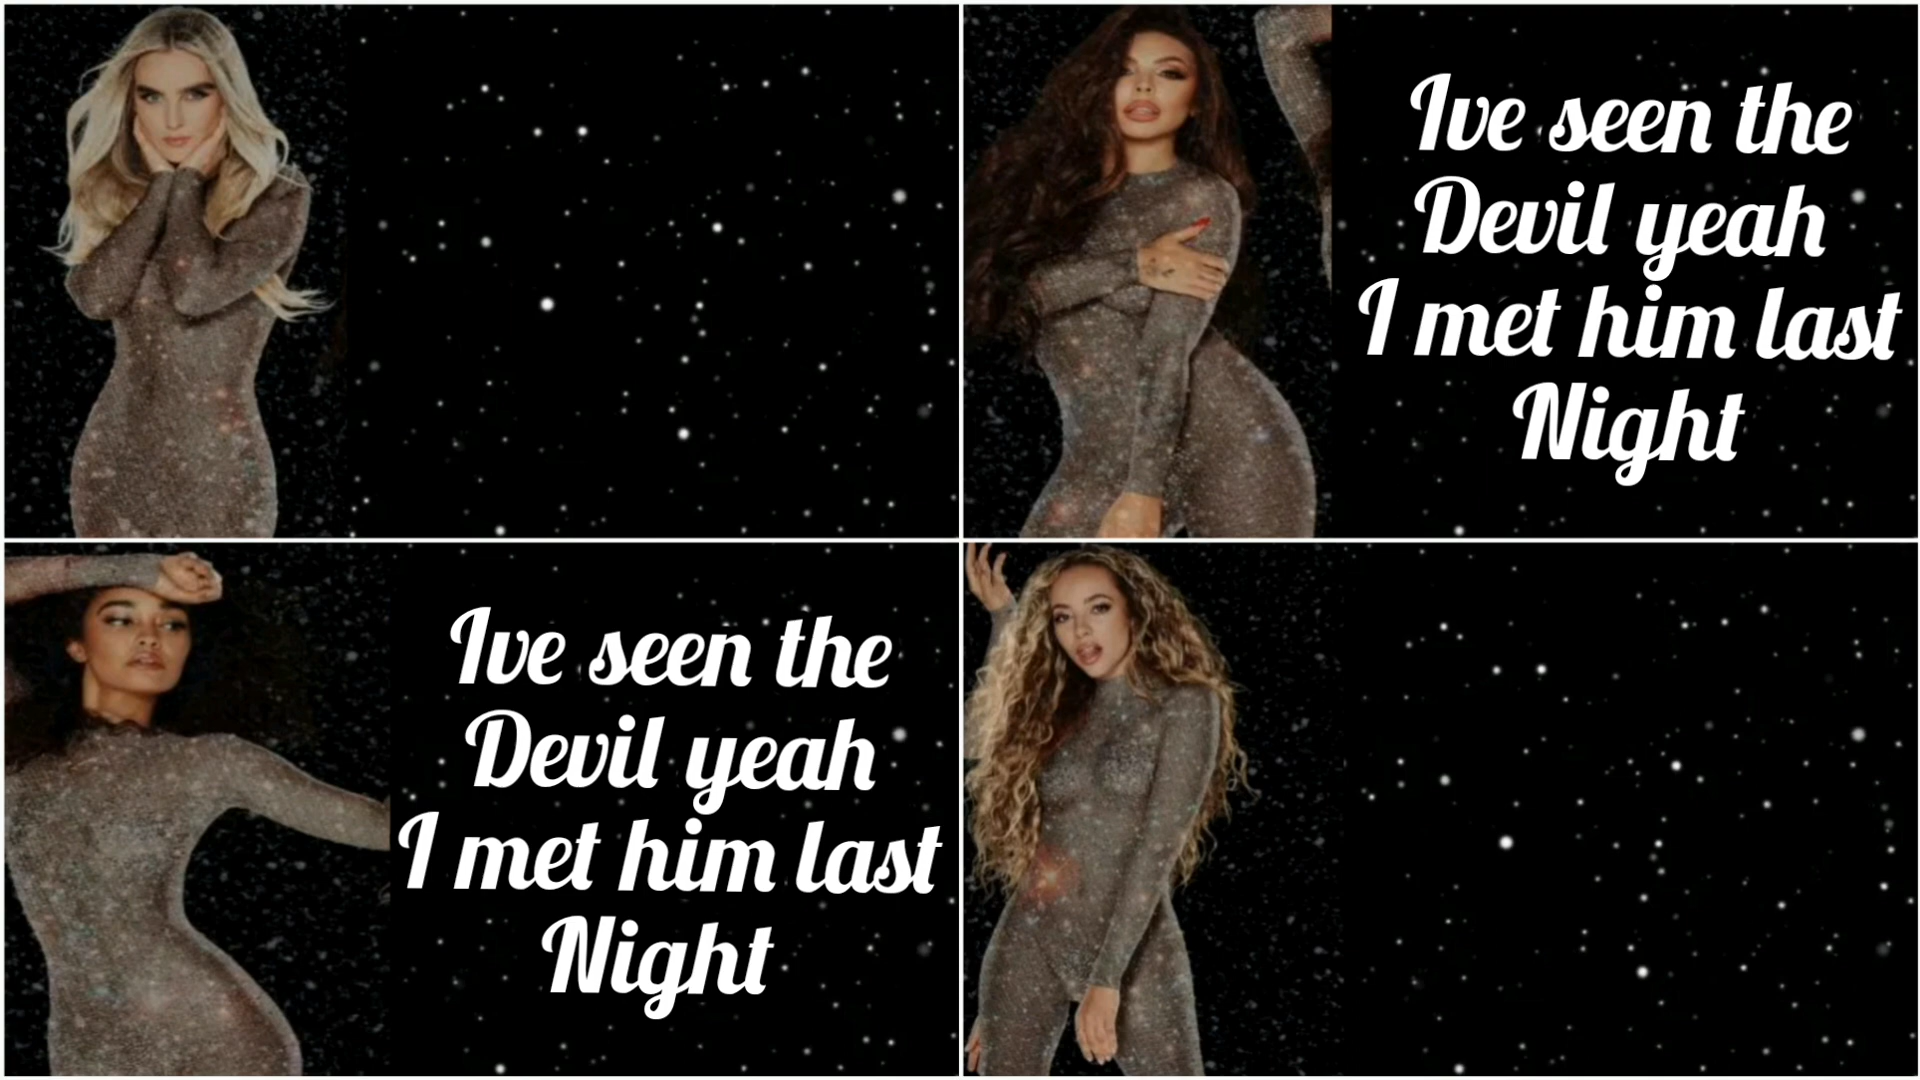 Ive seen the
Devil yeah
I met him last
Night
Ive seen the
Devil yeah
I met him last
Night